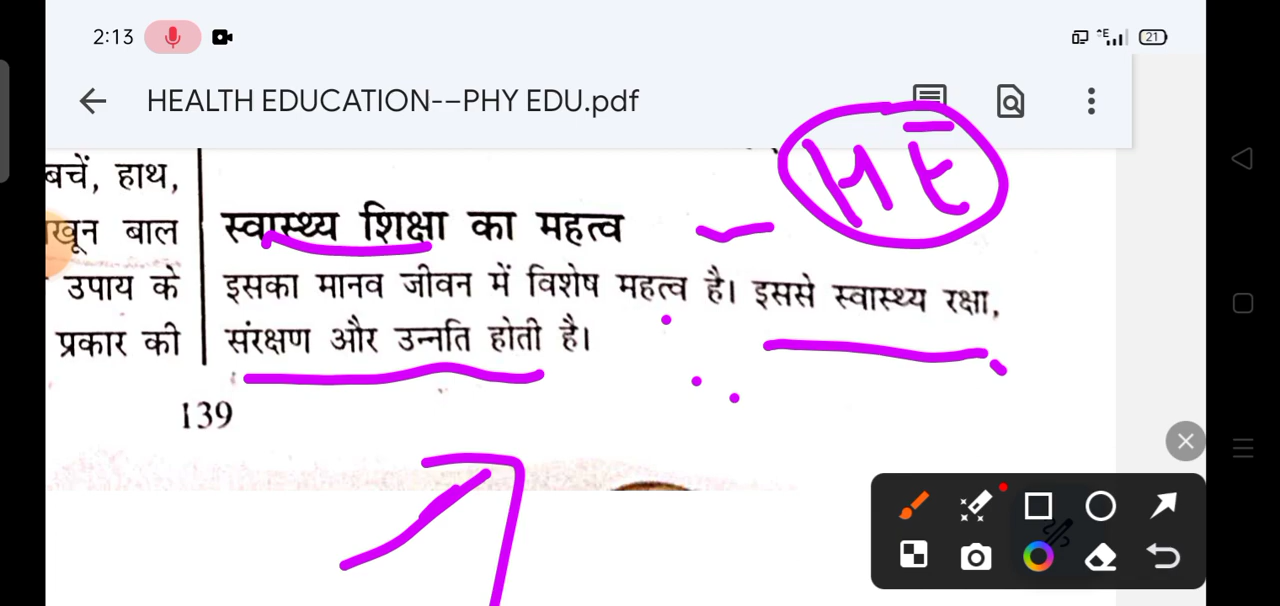 2:13
E
21
HEALTH EDUCATION--PHY EDU.pdf
H E
बचें, हाथ,
खून बाल
उपाय के
प्रकार की
स्वास्थ्य शिक्षा का महत्व
इसका मानव जीवन में विशेष महत्व है। इससे स्वास्थ्य रक्षा,
संरक्षण और उन्नति होती है।
139